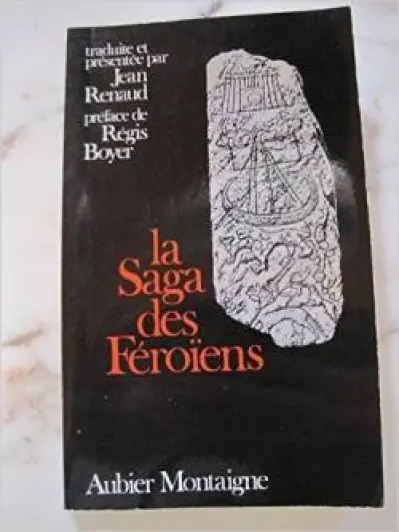 traduite et
présentée par
Jean
Renaud
préface de
Régis
Boyer
la
Saga
des
Féroïens
Aubier Montaigne